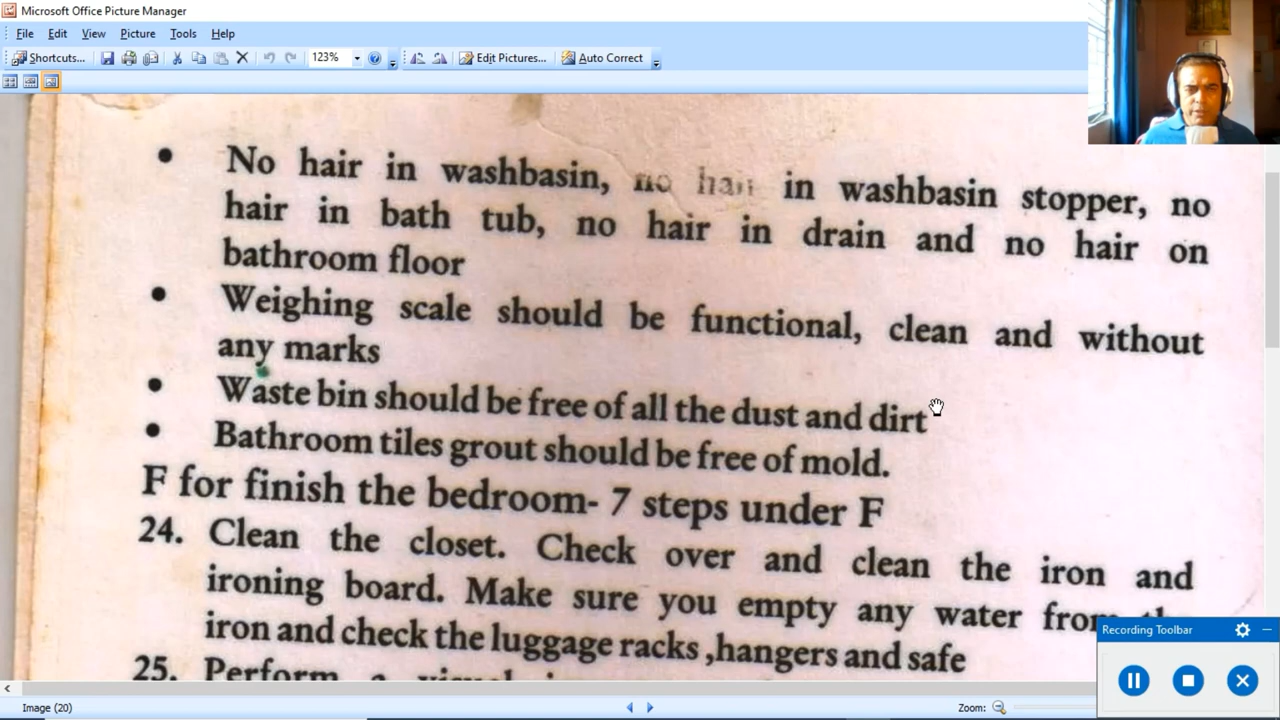 Microsoft Office Picture Manager
File Edit View Picture Tools Help
Shortcuts... 123% Edit Pictures... Auto Correct
• No hair in washbasin, no hair in washbasin stopper, no
hair in bath tub, no hair in drain and no hair on
bathroom floor
• Weighing scale should be functional, clean and without
any marks
• Waste bin should be free of all the dust and dirt
• Bathroom tiles grout should be free of mold.
F for finish the bedroom- 7 steps under F
24. Clean the closet. Check over and clean the iron and
ironing board. Make sure you empty any water from
iron and check the luggage racks ,hangers and safe
25. Perform a
Recording Toolbar
Image (20) Zoom: